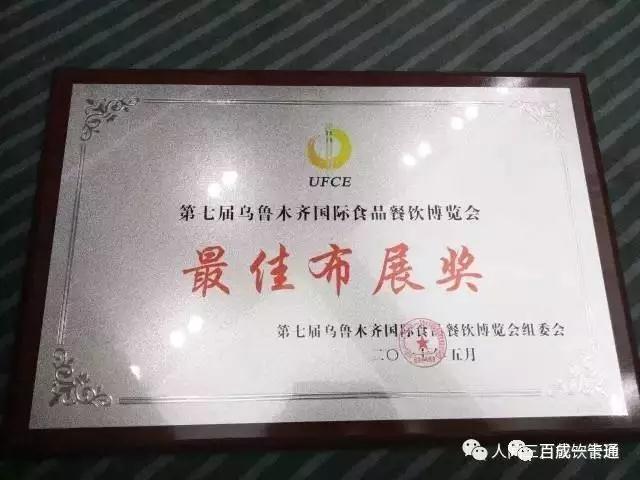 UFCE
第七届乌鲁木齐国际食品餐饮博览会
最佳布展奖
第七届乌鲁木齐国际食品餐饮博览会组委会
五月